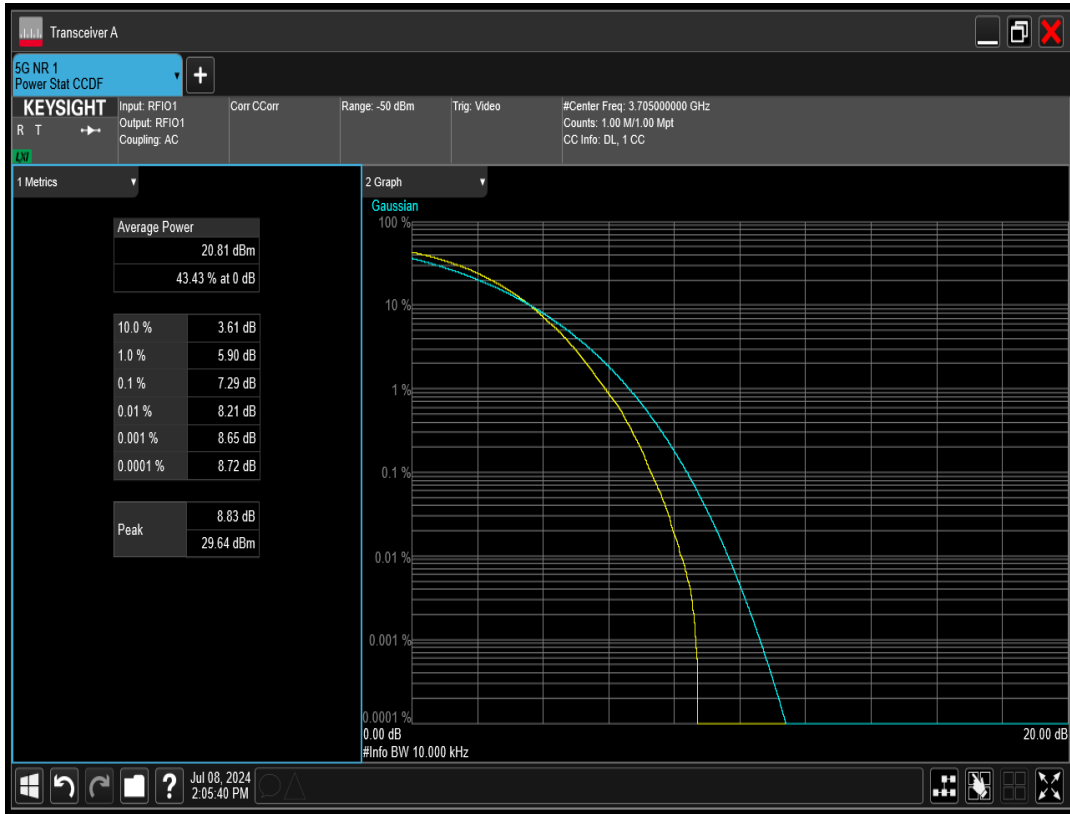 Transceiver A
5G NR 1
Power Stat CCDF
+
KEYSIGHT
R T
LXI
Input: RFIO1
Output: RFIO1
Coupling: AC
Corr CCorr
Range: -50 dBm
Trig: Video
#Center Freq: 3.705000000 GHz
Counts: 1.00 M/1.00 Mpt
CC Info: DL, 1 CC
1 Metrics
Average Power
20.81 dBm
43.43 % at 0 dB
10.0 % 3.61 dB
1.0 % 5.90 dB
0.1 % 7.29 dB
0.01 % 8.21 dB
0.001 % 8.65 dB
0.0001 % 8.72 dB
Peak
8.83 dB
29.64 dBm
2 Graph
Gaussian
100 %
10 %
1 %
0.1 %
0.01 %
0.001 %
0.0001 %
0.00 dB 20.00 dB
#Info BW 10.000 kHz
?
Jul 08, 2024
2:05:40 PM